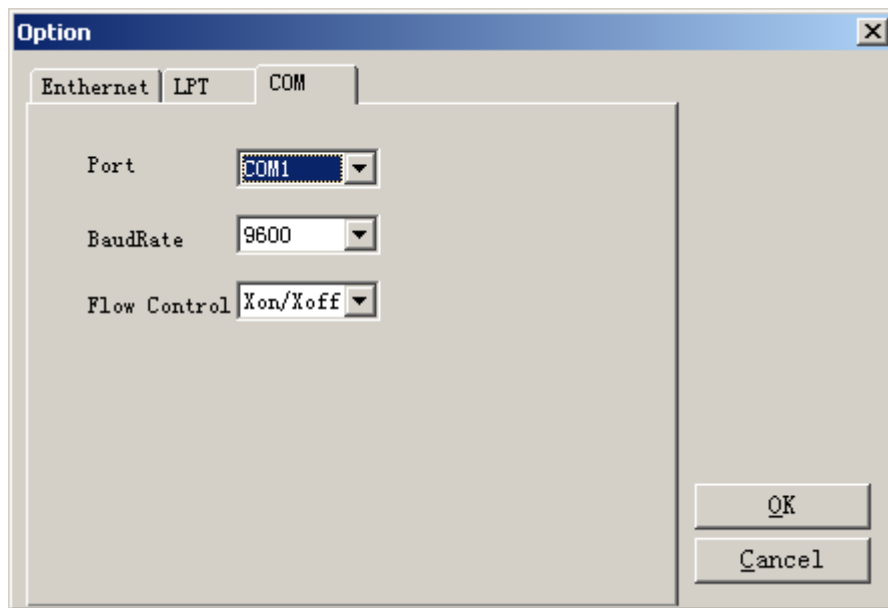 Option
Enthernet LPT COM
Port COM1
BaudRate 9600
Flow Control Xon/Xoff
OK
Cancel